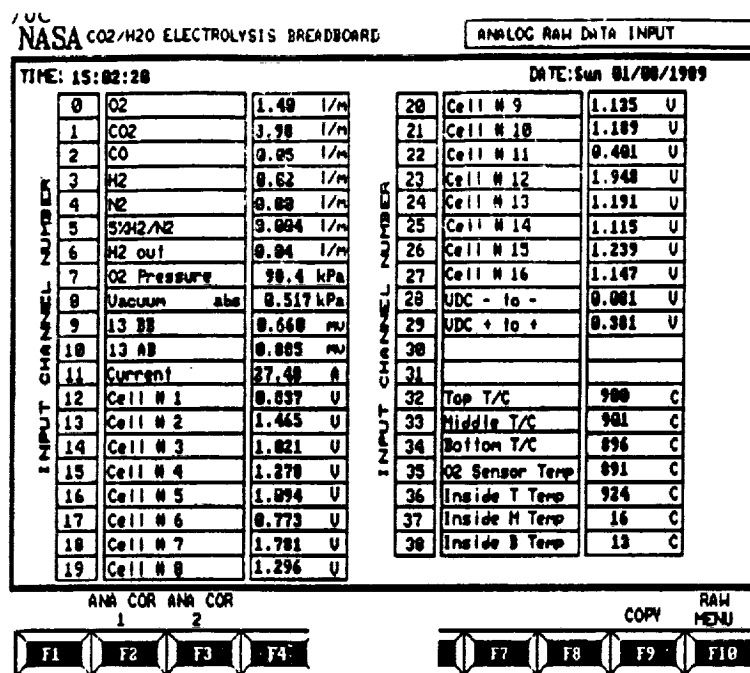 NASA CO2/H2O ELECTROLYSIS BREADBOARD
ANALOG RAW DATA INPUT
TIME: 15:02:20
DATE:Sun 01/08/1989
INPUT CHANNEL NUMBER
0 O2 1.40 l/m
1 CO2 3.98 l/m
2 CO 0.05 l/m
3 H2 0.62 l/m
4 N2 0.00 l/m
5 5%H2/N2 3.004 l/m
6 H2 out 0.04 l/m
7 O2 Pressure 90.4 kPa
8 Vacuum abs 0.517 kPa
9 13 BB 0.660 mv
10 13 AB 0.005 mv
11 Current 27.40 A
12 Cell # 1 0.837 V
13 Cell # 2 1.465 V
14 Cell # 3 1.021 V
15 Cell # 4 1.270 V
16 Cell # 5 1.094 V
17 Cell # 6 0.773 V
18 Cell # 7 1.781 V
19 Cell # 8 1.296 V
INPUT CHANNEL NUMBER
20 Cell # 9 1.135 V
21 Cell # 10 1.189 V
22 Cell # 11 0.401 V
23 Cell # 12 1.940 V
24 Cell # 13 1.191 V
25 Cell # 14 1.115 V
26 Cell # 15 1.239 V
27 Cell # 16 1.147 V
28 VDC - to - 0.001 V
29 VDC + to + 0.301 V
30
31
32 Top T/C 900 C
33 Middle T/C 901 C
34 Bottom T/C 896 C
35 O2 Sensor Temp 891 C
36 Inside T Temp 924 C
37 Inside M Temp 16 C
38 Inside B Temp 13 C
ANA COR 1
ANA COR 2
COPY
RAW MENU
F1 F2 F3 F4 F7 F8 F9 F10